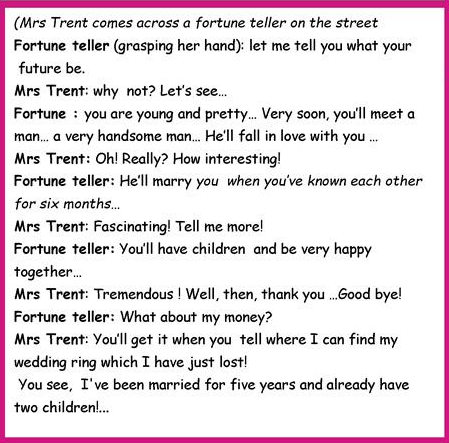 (Mrs Trent comes across a fortune teller on the street
Fortune teller (grasping her hand): let me tell you what your
future be.
Mrs Trent: why not? Let's see...
Fortune : you are young and pretty... Very soon, you'll meet a
man... a very handsome man... He'll fall in love with you ...
Mrs Trent: Oh! Really? How interesting!
Fortune teller: He'll marry you when you've known each other
for six months...
Mrs Trent: Fascinating! Tell me more!
Fortune teller: You'll have children and be very happy
together...
Mrs Trent: Tremendous ! Well, then, thank you ...Good bye!
Fortune teller: What about my money?
Mrs Trent: You'll get it when you tell where I can find my
wedding ring which I have just lost!
You see, I've been married for five years and already have
two children!...